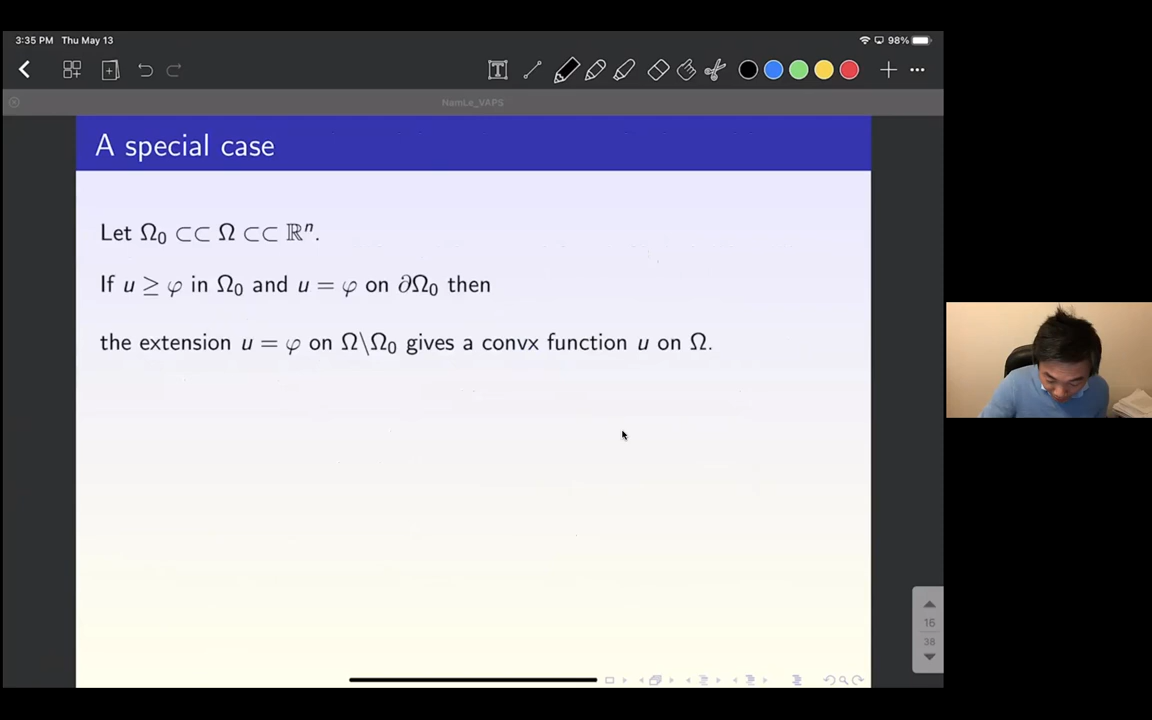 3:35 PM Thu May 13
98%
NamLe_VAPS
A special case
Let Ω₀ ⊂⊂ Ω ⊂⊂ ℝⁿ.
If u ≥ φ in Ω₀ and u = φ on ∂Ω₀ then
the extension u = φ on Ω\Ω₀ gives a convx function u on Ω.
16
38